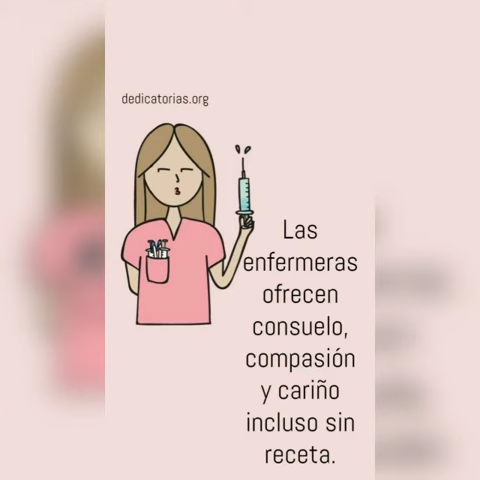 dedicatorias.org
Las
enfermeras
ofrecen
consuelo,
compasión
y cariño
incluso sin
receta.